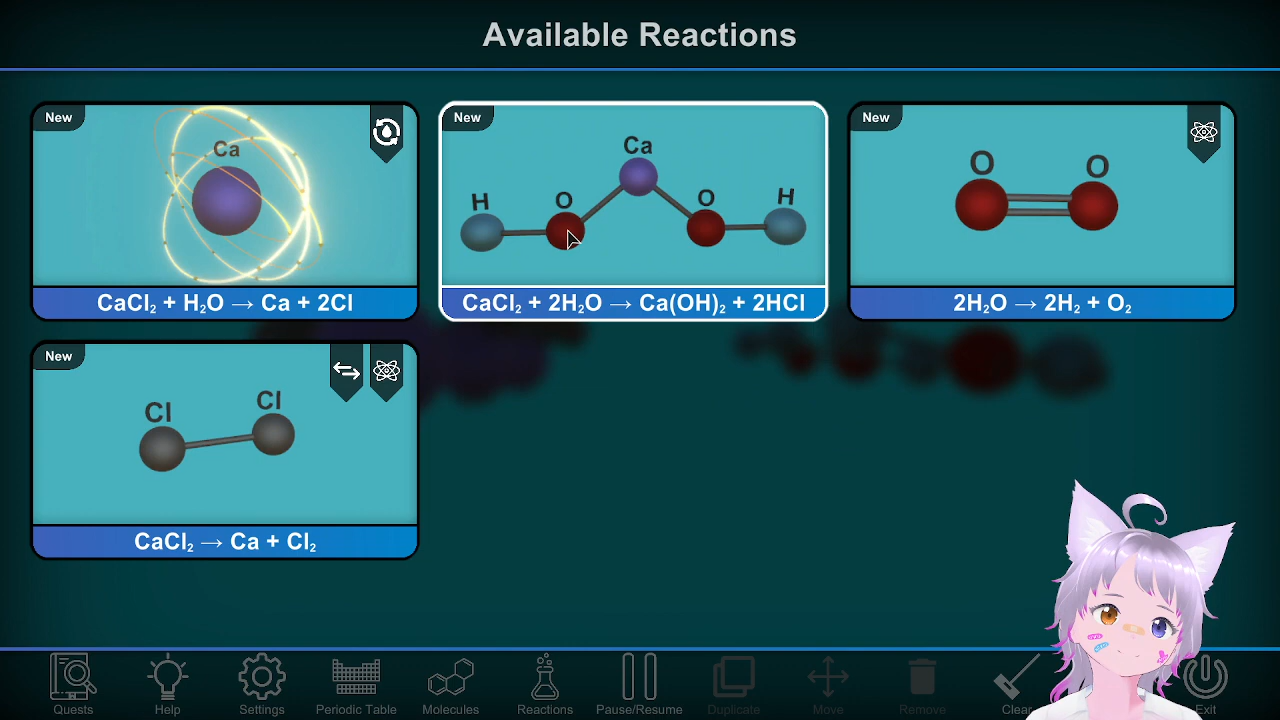 Available Reactions
New
Ca
CaCl₂ + H₂O → Ca + 2Cl
New
Ca
H O O H
CaCl₂ + 2H₂O → Ca(OH)₂ + 2HCl
New
O O
2H₂O → 2H₂ + O₂
New
Cl Cl
CaCl₂ → Ca + Cl₂
Quests Help Settings Periodic Table Molecules Reactions Pause/Resume Duplicate Move Remove Clear Exit